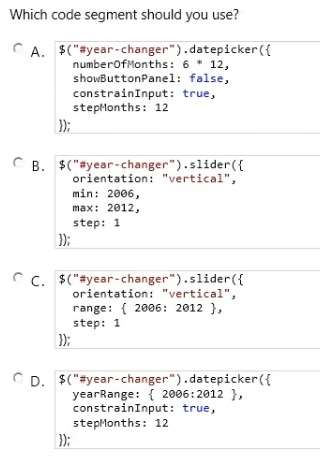 Which code segment should you use?
A. $("#year-changer").datepicker({
numberOfMonths: 6 * 12,
showButtonPanel: false,
constrainInput: true,
stepMonths: 12
});
B. $("#year-changer").slider({
orientation: "vertical",
min: 2006,
max: 2012,
step: 1
});
C. $("#year-changer").slider({
orientation: "vertical",
range: { 2006: 2012 },
step: 1
});
D. $("#year-changer").datepicker({
yearRange: { 2006:2012 },
constrainInput: true,
stepMonths: 12
});